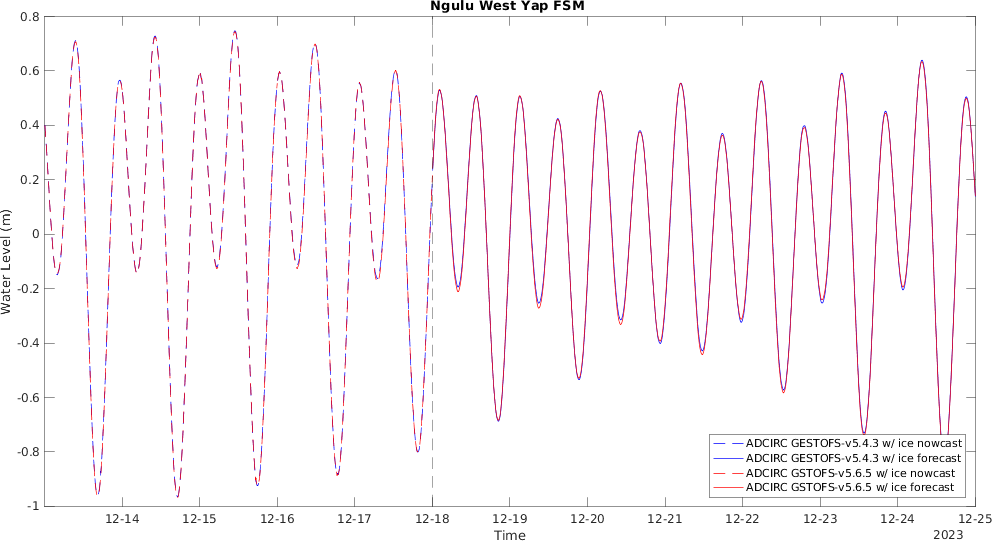 Ngulu West Yap FSM
0.8
0.6
0.4
0.2
0
-0.2
-0.4
-0.6
-0.8
-1
Water Level (m)
ADCIRC GESTOFS-v5.4.3 w/ ice nowcast
ADCIRC GESTOFS-v5.4.3 w/ ice forecast
ADCIRC GSTOFS-v5.6.5 w/ ice nowcast
ADCIRC GSTOFS-v5.6.5 w/ ice forecast
12-14 12-15 12-16 12-17 12-18 12-19 12-20 12-21 12-22 12-23 12-24 12-25
Time
2023